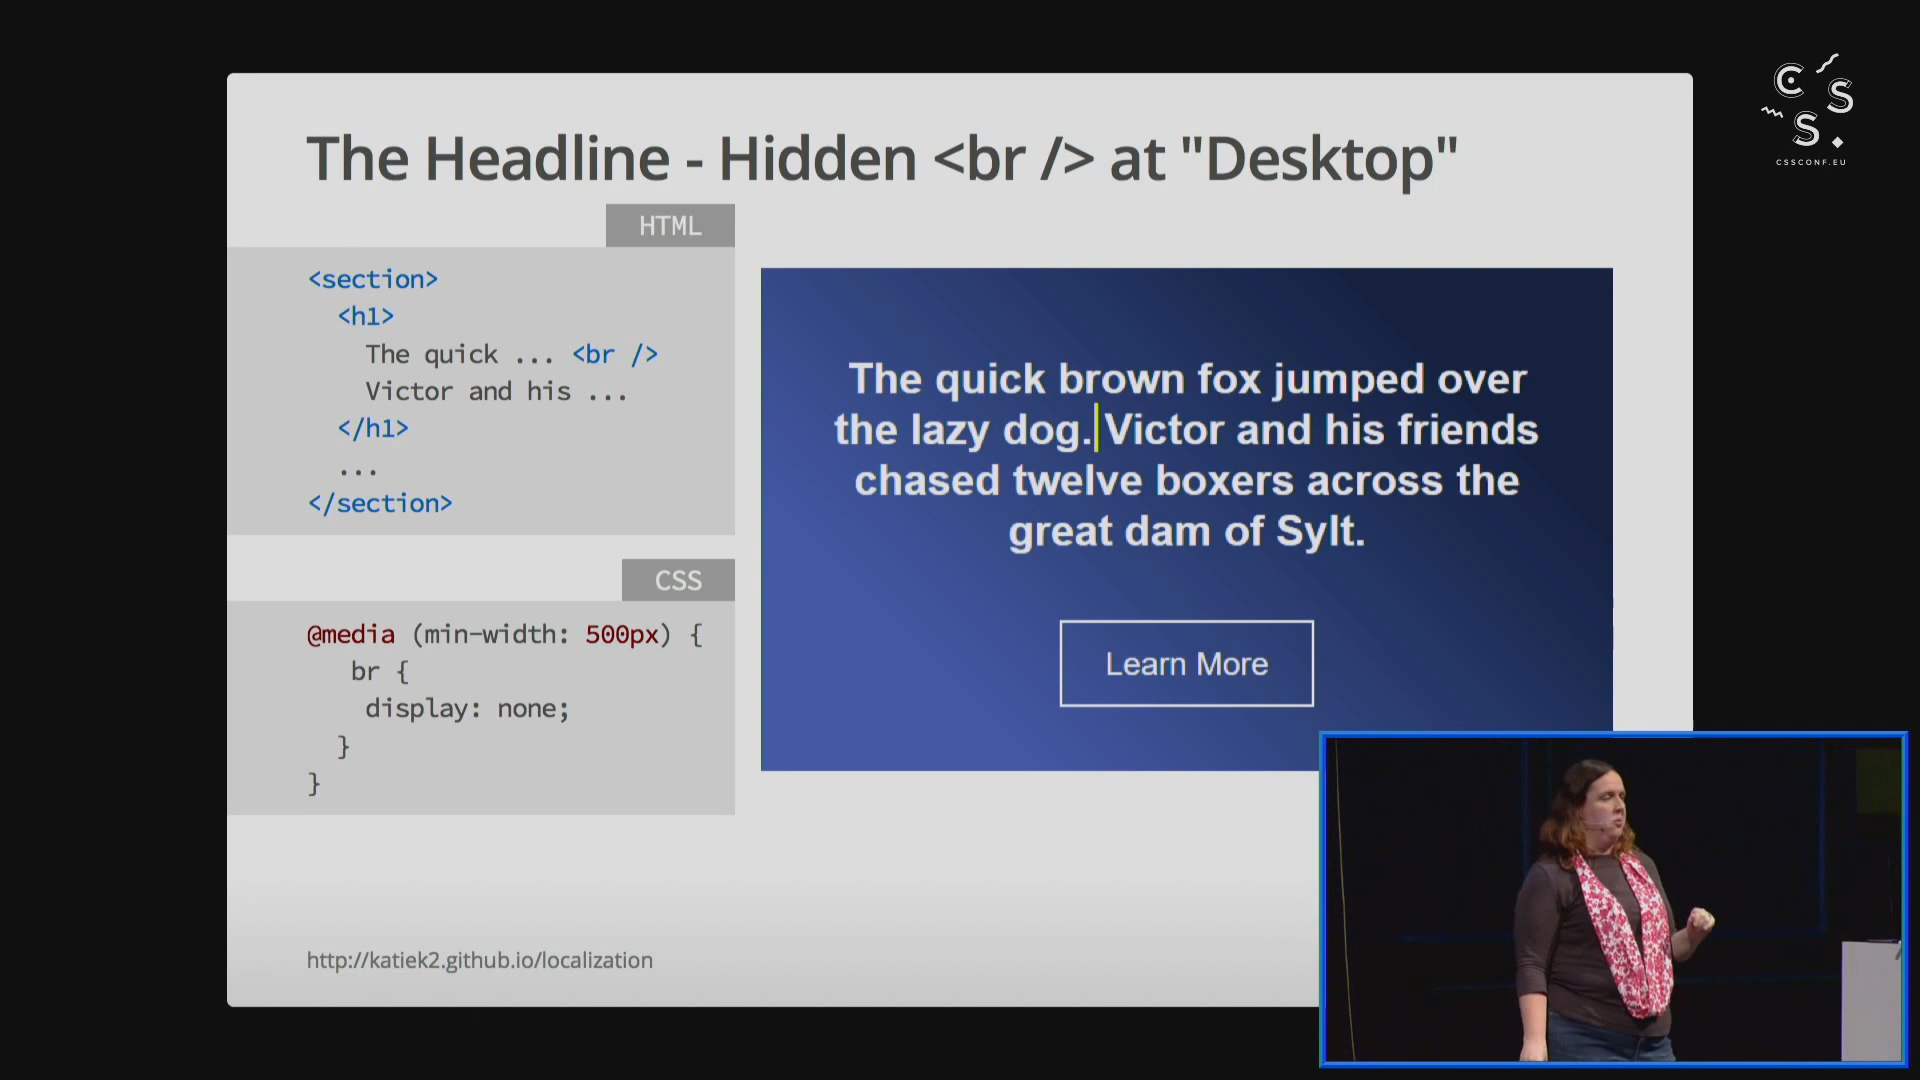 The Headline - Hidden <br /> at "Desktop"
HTML
<section>
<h1>
The quick ... <br />
Victor and his ...
</h1>
...
</section>
CSS
@media (min-width: 500px) {
br {
display: none;
}
}
The quick brown fox jumped over
the lazy dog. Victor and his friends
chased twelve boxers across the
great dam of Sylt.
Learn More
http://katiek2.github.io/localization
CSS.
CSSCONF.EU